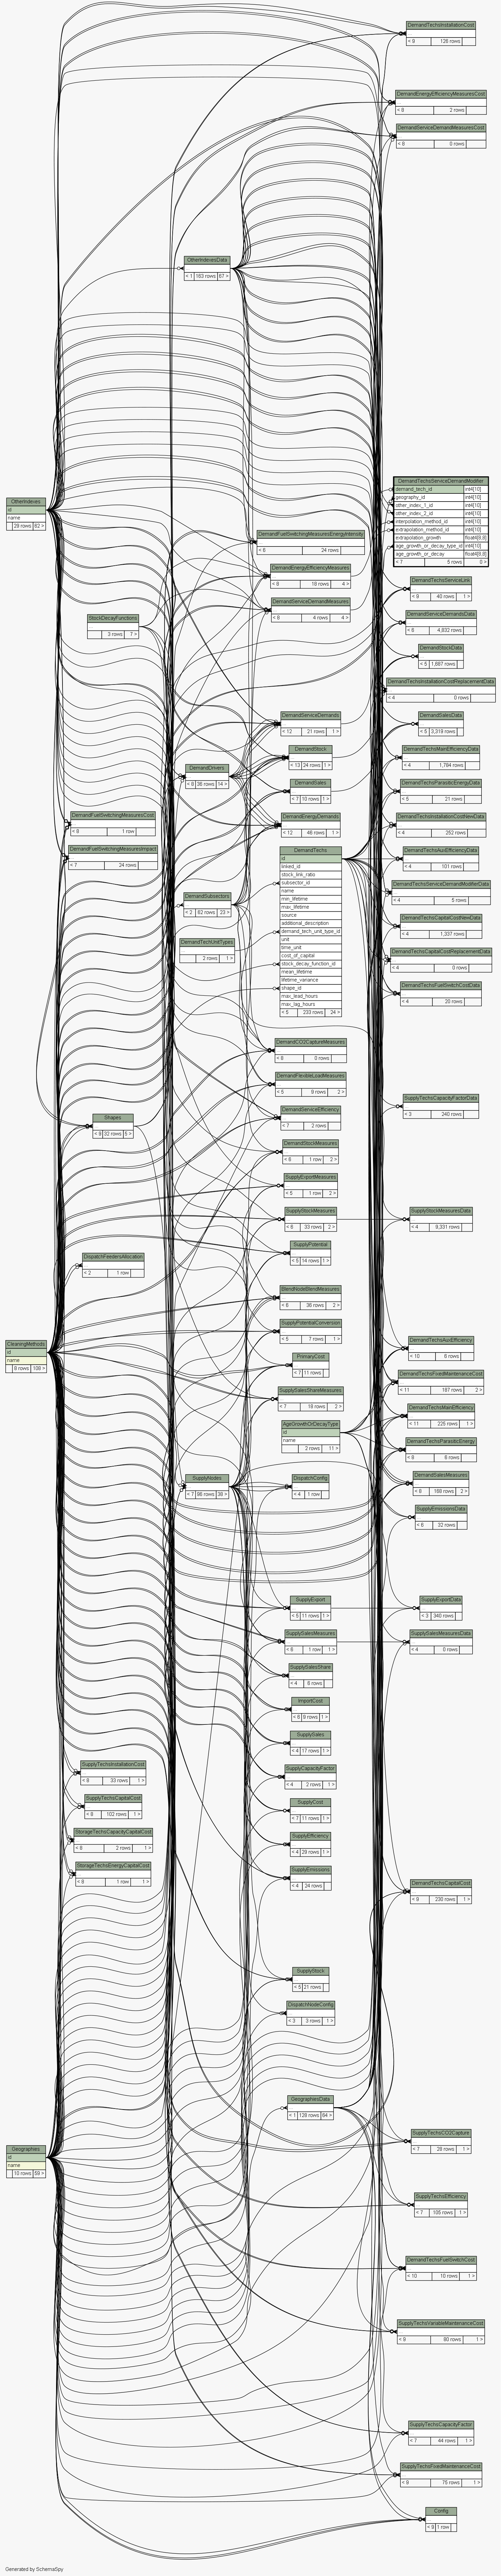 DemandTechsInstallationCost
< 9 126 rows
DemandEnergyEfficiencyMeasuresCost
< 8 2 rows
DemandServiceDemandMeasuresCost
< 8 0 rows
OtherIndexesData
< 1 183 rows 67 >
OtherIndexes
id
name
28 rows 62 >
DemandTechsServiceDemandModifier
demand_tech_id int4[10]
geography_id int4[10]
other_index_1_id int4[10]
other_index_2_id int4[10]
interpolation_method_id int4[10]
extrapolation_method_id int4[10]
extrapolation_growth float8[8,8]
age_growth_or_decay_type_id int4[10]
age_growth_or_decay float8[8,8]
< 7 5 rows 0 >
DemandFuelSwitchingMeasuresEnergyIntensity
< 6 24 rows
DemandEnergyEfficiencyMeasures
< 8 18 rows 4 >
DemandServiceDemandMeasures
< 8 4 rows 4 >
DemandTechsServiceLink
< 9 40 rows 1 >
DemandServiceDemandsData
< 6 4,832 rows
StockDecayFunctions
3 rows 7 >
DemandStockData
< 5 1,687 rows
DemandTechsInstallationCostReplacementData
< 4 0 rows
DemandServiceDemands
< 12 21 rows 1 >
DemandSalesData
< 5 3,319 rows
DemandStock
< 13 24 rows 1 >
DemandTechsMainEfficiencyData
< 4 1,784 rows
DemandDrivers
< 8 36 rows 14 >
DemandSales
< 7 10 rows 1 >
DemandTechsParasiticEnergyData
< 5 21 rows
DemandFuelSwitchingMeasuresCost
< 8 1 row
DemandEnergyDemands
< 12 46 rows 1 >
DemandTechsInstallationCostNewData
< 4 252 rows
DemandFuelSwitchingMeasuresImpact
< 7 24 rows
DemandTechs
id
linked_id
stock_link_ratio
subsector_id
name
min_lifetime
max_lifetime
source
additional_description
demand_tech_unit_type_id
unit
time_unit
cost_of_capital
stock_decay_function_id
mean_lifetime
lifetime_variance
shape_id
max_lead_hours
max_lag_hours
< 5 233 rows 24 >
DemandTechsAuxEfficiencyData
< 4 101 rows
DemandTechsServiceDemandModifierData
< 4 5 rows
DemandSubsectors
< 2 82 rows 23 >
DemandTechsCapitalCostNewData
< 4 1,337 rows
DemandTechUnitTypes
2 rows 1 >
DemandTechsCapitalCostReplacementData
< 4 0 rows
DemandTechsFuelSwitchCostData
< 4 20 rows
DemandCO2CaptureMeasures
< 8 0 rows
DemandFlexibleLoadMeasures
< 5 9 rows 2 >
SupplyTechsCapacityFactorData
< 3 240 rows
Shapes
< 9 32 rows 5 >
DemandServiceEfficiency
< 7 2 rows
DemandStockMeasures
< 6 1 row 2 >
SupplyExportMeasures
< 5 1 row 2 >
SupplyStockMeasures
< 6 33 rows 2 >
SupplyStockMeasuresData
< 4 9,331 rows
SupplyPotential
< 9 14 rows 1 >
DispatchFeedersAllocation
< 2 1 row
BlendNodeBlendMeasures
< 6 36 rows 2 >
SupplyPotentialConversion
< 5 7 rows 1 >
CleaningMethods
id
name
8 rows 109 >
DemandTechsAuxEfficiency
< 10 8 rows
PrimaryCost
< 7 11 rows
DemandTechsFixedMaintenanceCost
< 11 187 rows 2 >
SupplySalesShareMeasures
< 7 18 rows 2 >
DemandTechsMainEfficiency
< 11 225 rows 1 >
AgeGrowthOrDecayType
id
name
2 rows 11 >
DemandTechsParasiticEnergy
< 9 6 rows
DemandSalesMeasures
< 8 188 rows 2 >
SupplyNodes
< 7 86 rows 36 >
DispatchConfig
< 4 1 row
SupplyEmissionsData
< 6 32 rows
SupplyExport
< 5 11 rows 1 >
SupplyExportData
< 3 340 rows
SupplySalesMeasures
< 6 1 row 1 >
SupplySalesMeasuresData
< 4 0 rows
SupplySalesShare
< 4 6 rows
ImportCost
< 8 9 rows 1 >
SupplySales
< 4 17 rows 1 >
SupplyTechsInstallationCost
< 8 33 rows 1 >
SupplyCapacityFactor
< 4 2 rows 1 >
SupplyTechsCapitalCost
< 8 102 rows 1 >
SupplyCost
< 7 11 rows 1 >
StorageTechsCapacityCapitalCost
< 8 2 rows 1 >
SupplyEfficiency
< 4 29 rows 1 >
StorageTechsEnergyCapitalCost
< 8 1 row 1 >
SupplyEmissions
< 4 24 rows
DemandTechsCapitalCost
< 9 230 rows 1 >
SupplyStock
< 5 21 rows
DispatchNodeConfig
< 3 3 rows 1 >
GeographiesData
< 1 128 rows 64 >
Geographies
id
name
10 rows 59 >
SupplyTechsCO2Capture
< 7 28 rows 1 >
SupplyTechsEfficiency
< 7 105 rows 1 >
DemandTechsFuelSwitchCost
< 10 10 rows 1 >
SupplyTechsVariableMaintenanceCost
< 8 80 rows 1 >
SupplyTechsCapacityFactor
< 7 44 rows 1 >
SupplyTechsFixedMaintenanceCost
< 9 75 rows 1 >
Config
< 9 1 row
Generated by SchemaSpy